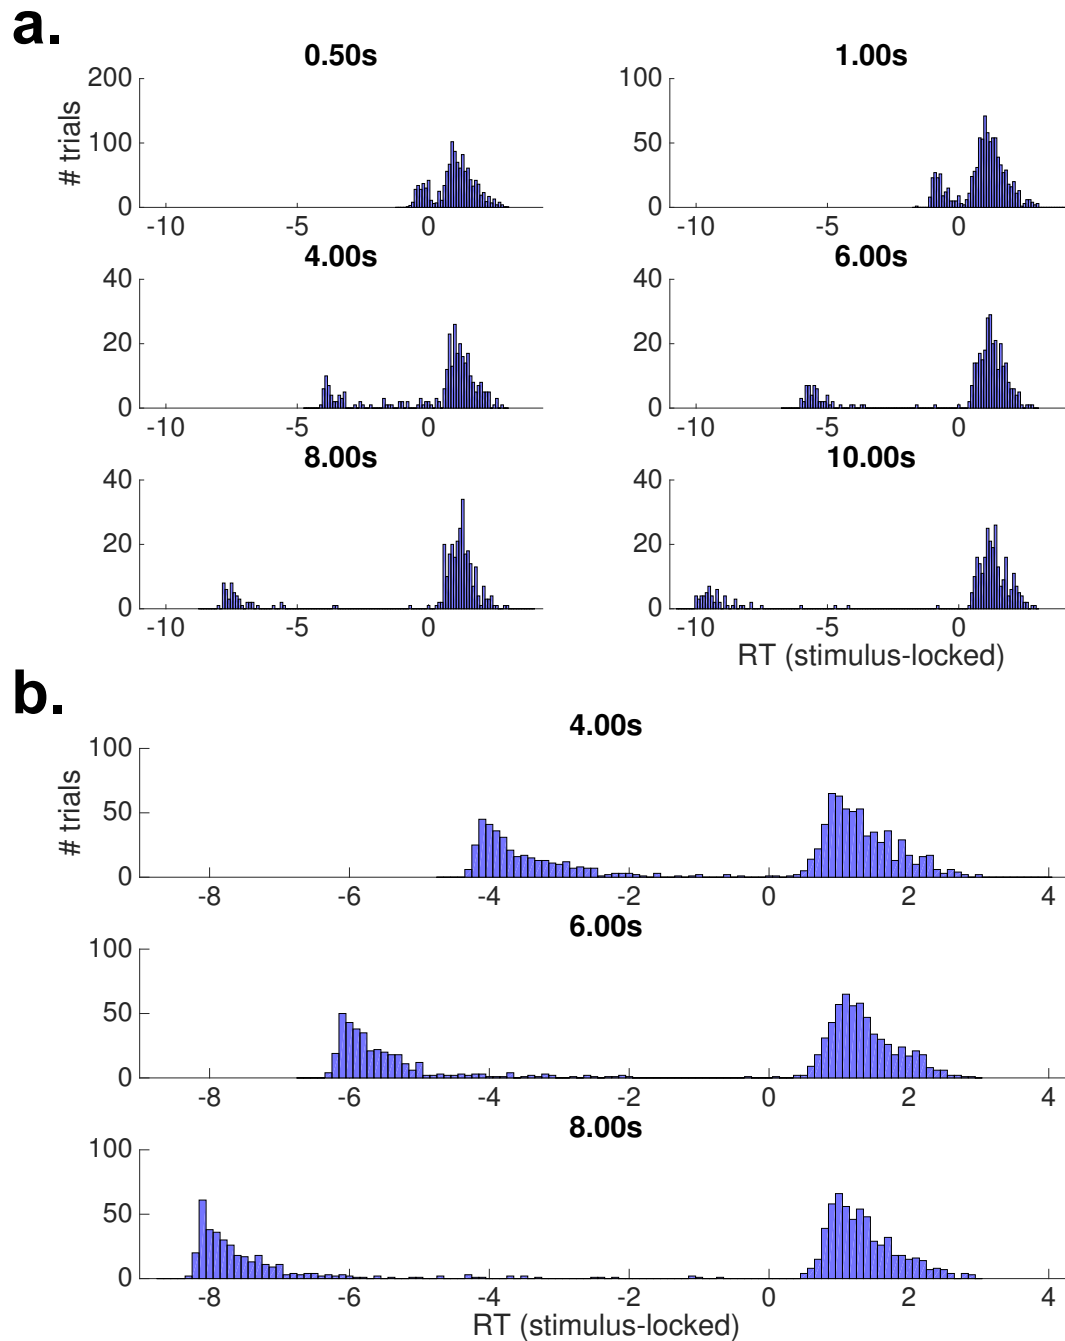 a.
0.50s 1.00s
200 100
# trials
100 50
0 0
-10 -5 0 -10 -5 0
4.00s 6.00s
40 40
20 20
0 0
-10 -5 0 -10 -5 0
8.00s 10.00s
40 40
20 20
0 0
-10 -5 0 -10 -5 0
RT (stimulus-locked)
b.
4.00s
100
# trials
50
0
-8 -6 -4 -2 0 2 4
6.00s
100
50
0
-8 -6 -4 -2 0 2 4
8.00s
100
50
0
-8 -6 -4 -2 0 2 4
RT (stimulus-locked)